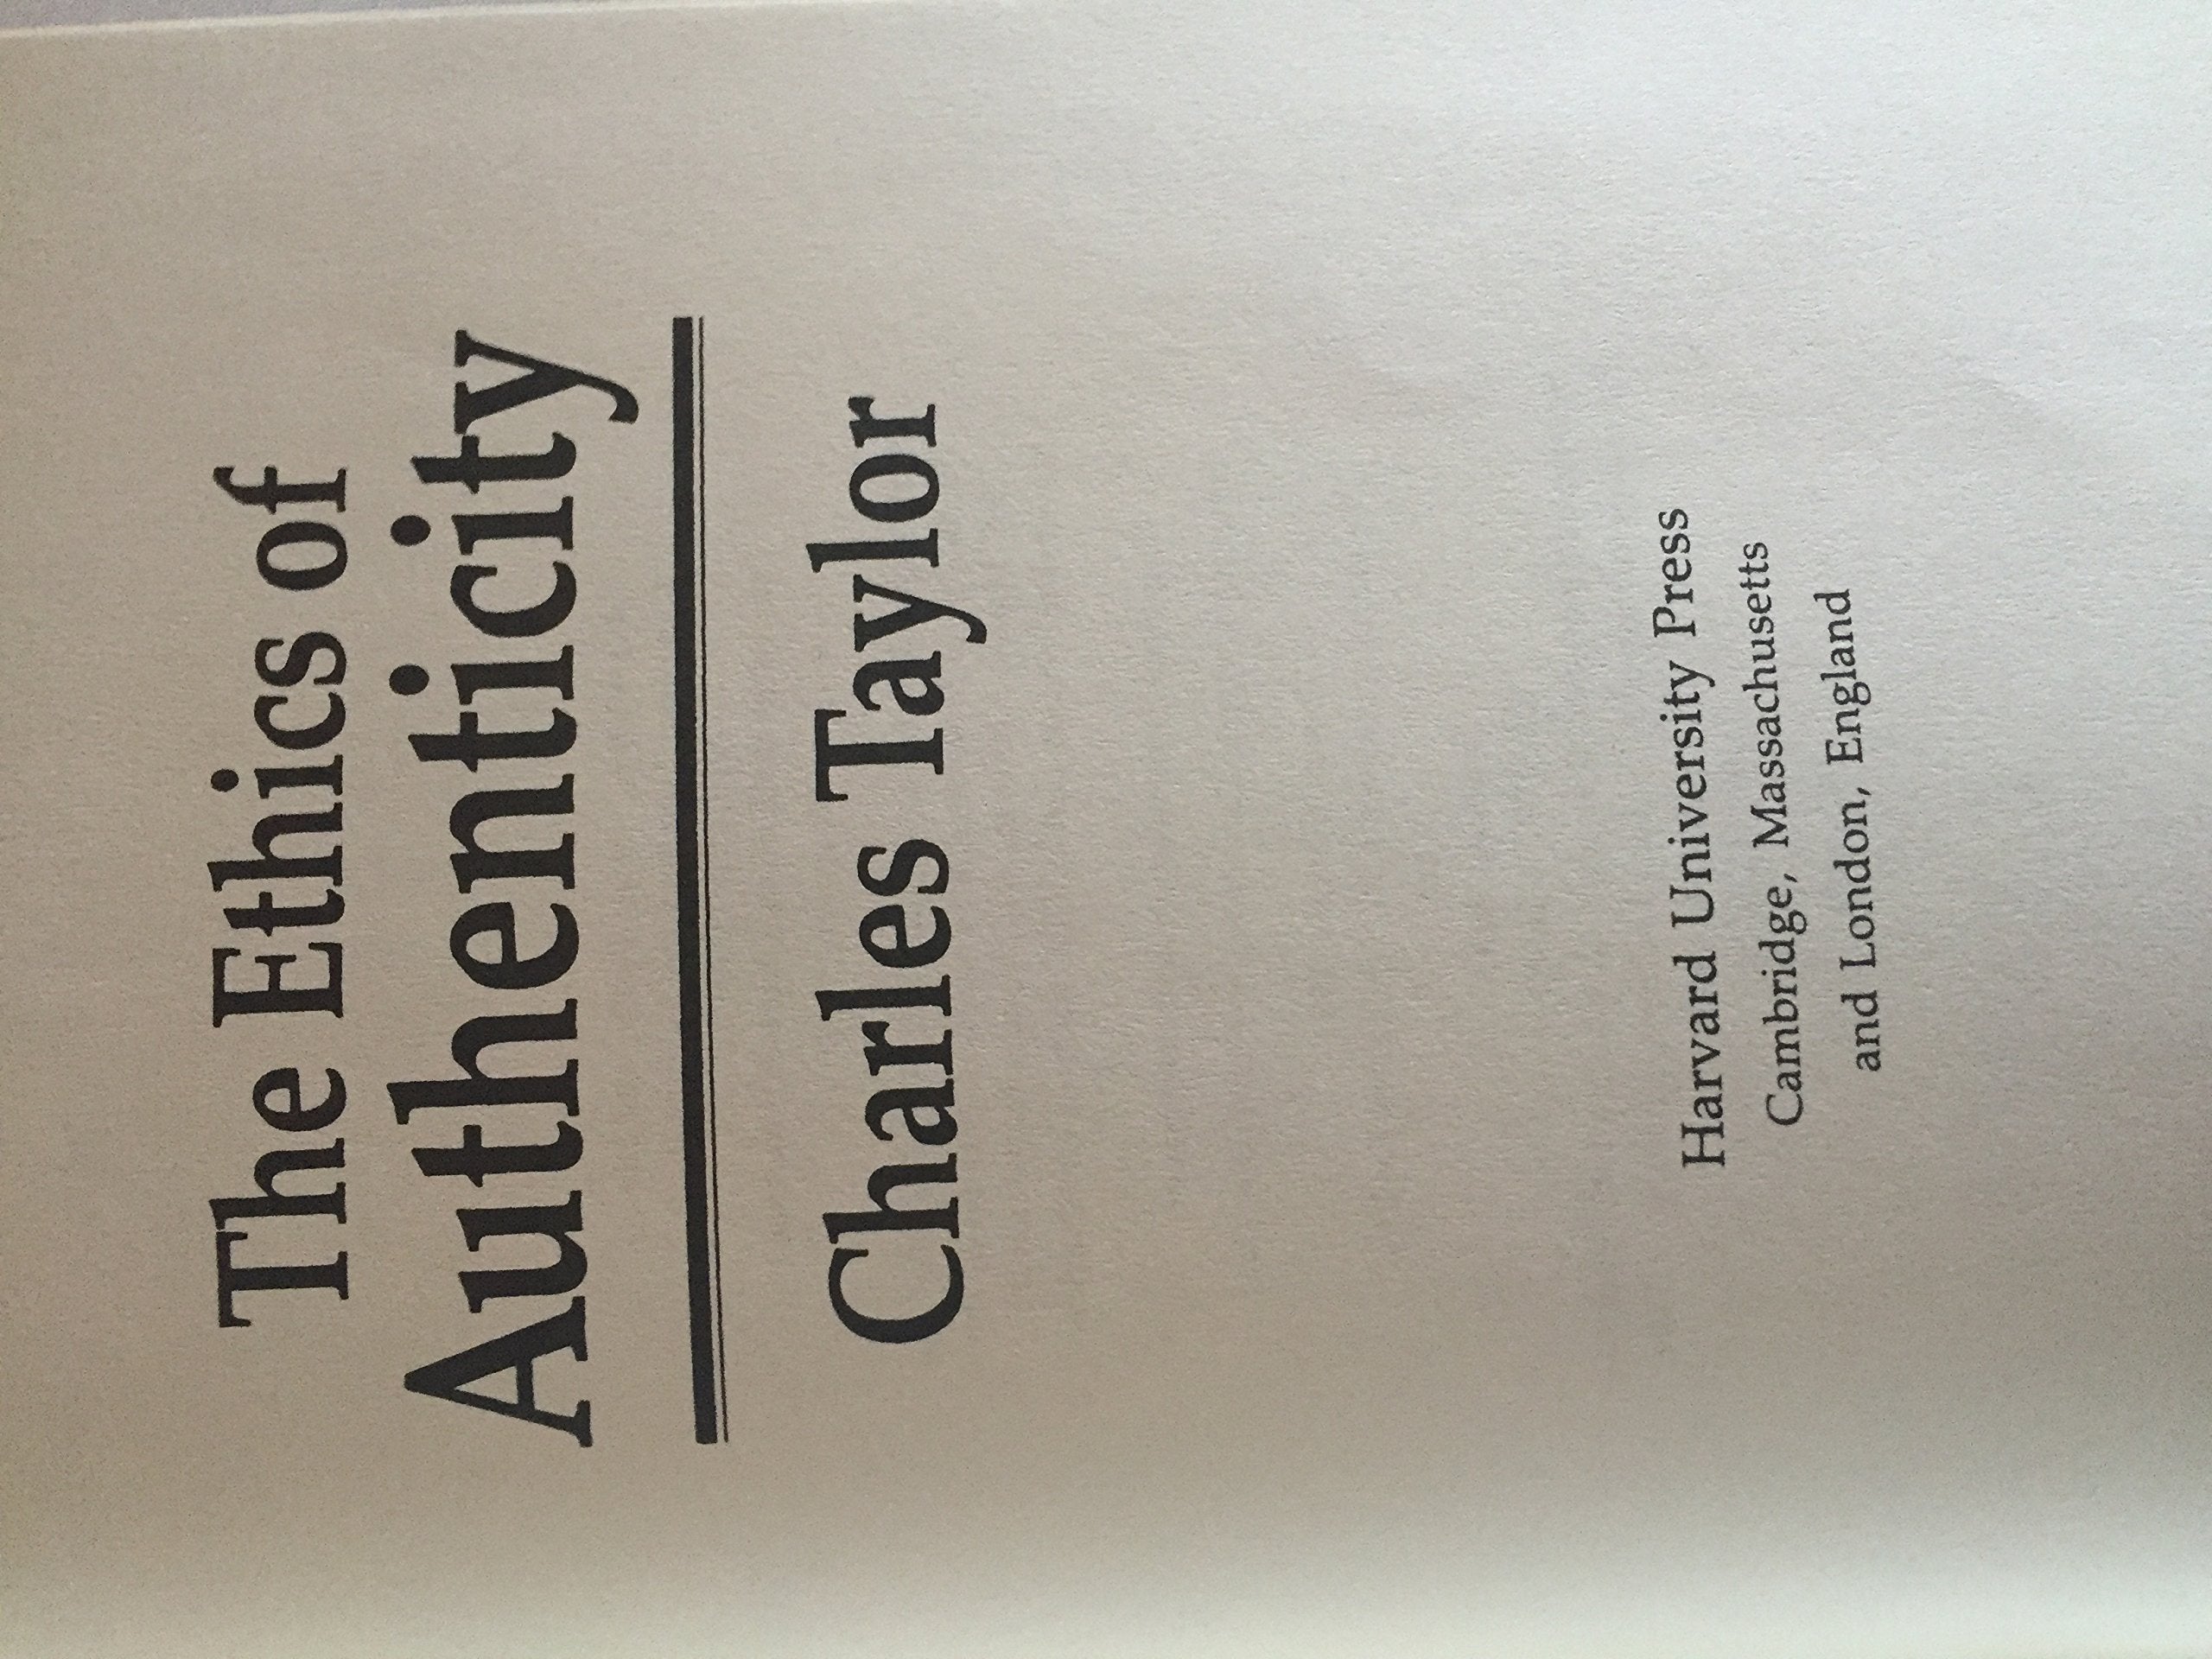 The Ethics of
Authenticity
Charles Taylor
Harvard University Press
Cambridge, Massachusetts
and London, England